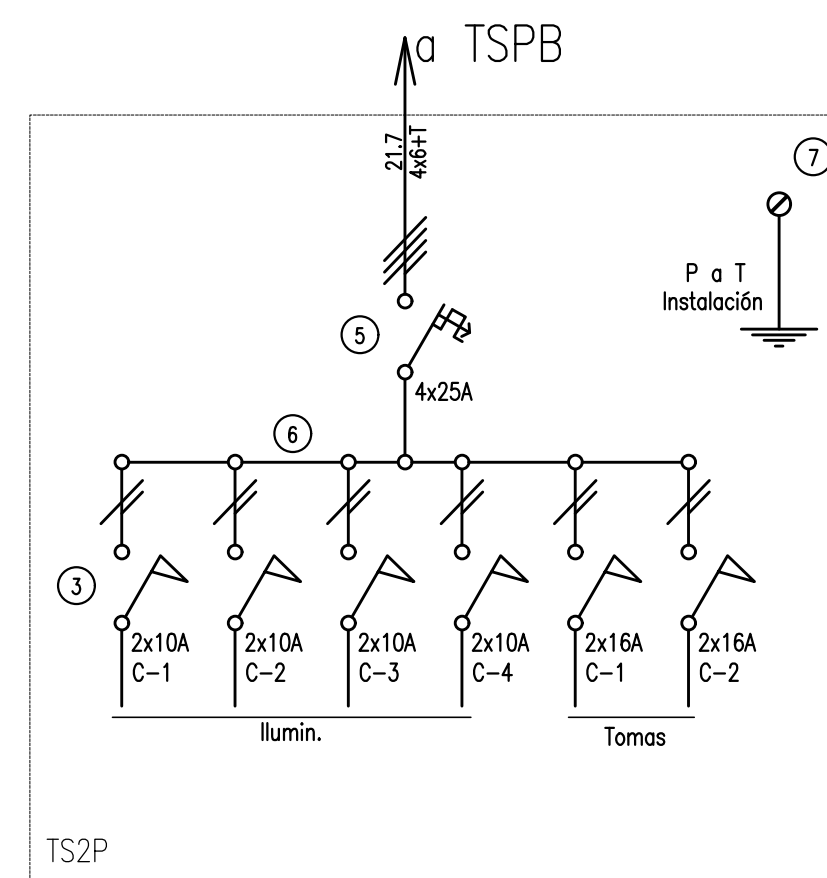 a TSPB
21.7
4x6+T
7
P a T
Instalación
5
4x25A
6
3
2x10A
C-1
2x10A
C-2
2x10A
C-3
2x10A
C-4
2x16A
C-1
2x16A
C-2
Ilumin.
Tomas
TS2P